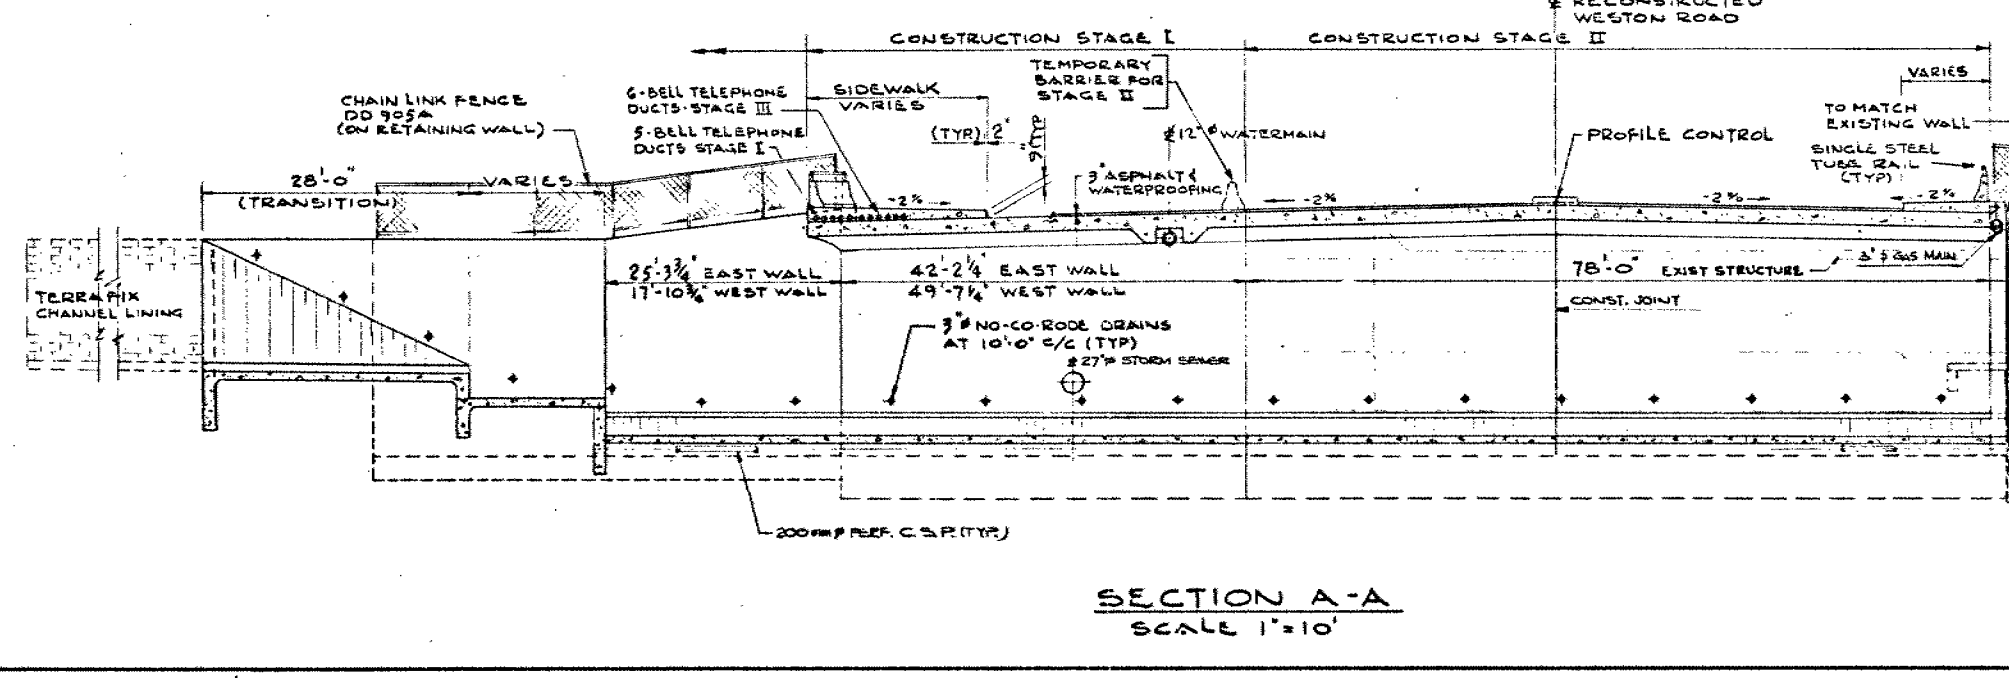 ℄ RECONSTRUCTED
WESTON ROAD
CONSTRUCTION STAGE I
CONSTRUCTION STAGE II
TEMPORARY
BARRIER FOR
STAGE II
VARIES
CHAIN LINK FENCE
DD 905A
(ON RETAINING WALL)
6-BELL TELEPHONE
DUCTS-STAGE III
5-BELL TELEPHONE
DUCTS STAGE I
SIDEWALK
VARIES
(TYP) 2"
9"(TYP
℄ 12"ø WATERMAIN
PROFILE CONTROL
TO MATCH
EXISTING WALL
SINGLE STEEL
TUBE RAIL
(TYP)
28'-0"
(TRANSITION)
VARIES
3" ASPHALT &
WATERPROOFING
-2%
-2%
-2%
-2%
TERRAFIX
CHANNEL LINING
25'-3¾" EAST WALL
17'-10¾" WEST WALL
42'-2¼" EAST WALL
49'-7¼" WEST WALL
78'-0"
EXIST STRUCTURE
3"ø GAS MAIN
CONST. JOINT
3"ø NO-CO-RODE DRAINS
AT 10'-0" c/c (TYP)
℄ 27"ø STORM SEWER
200mmø PERF. C.S.P. (TYP.)
SECTION A-A
SCALE 1"=10'